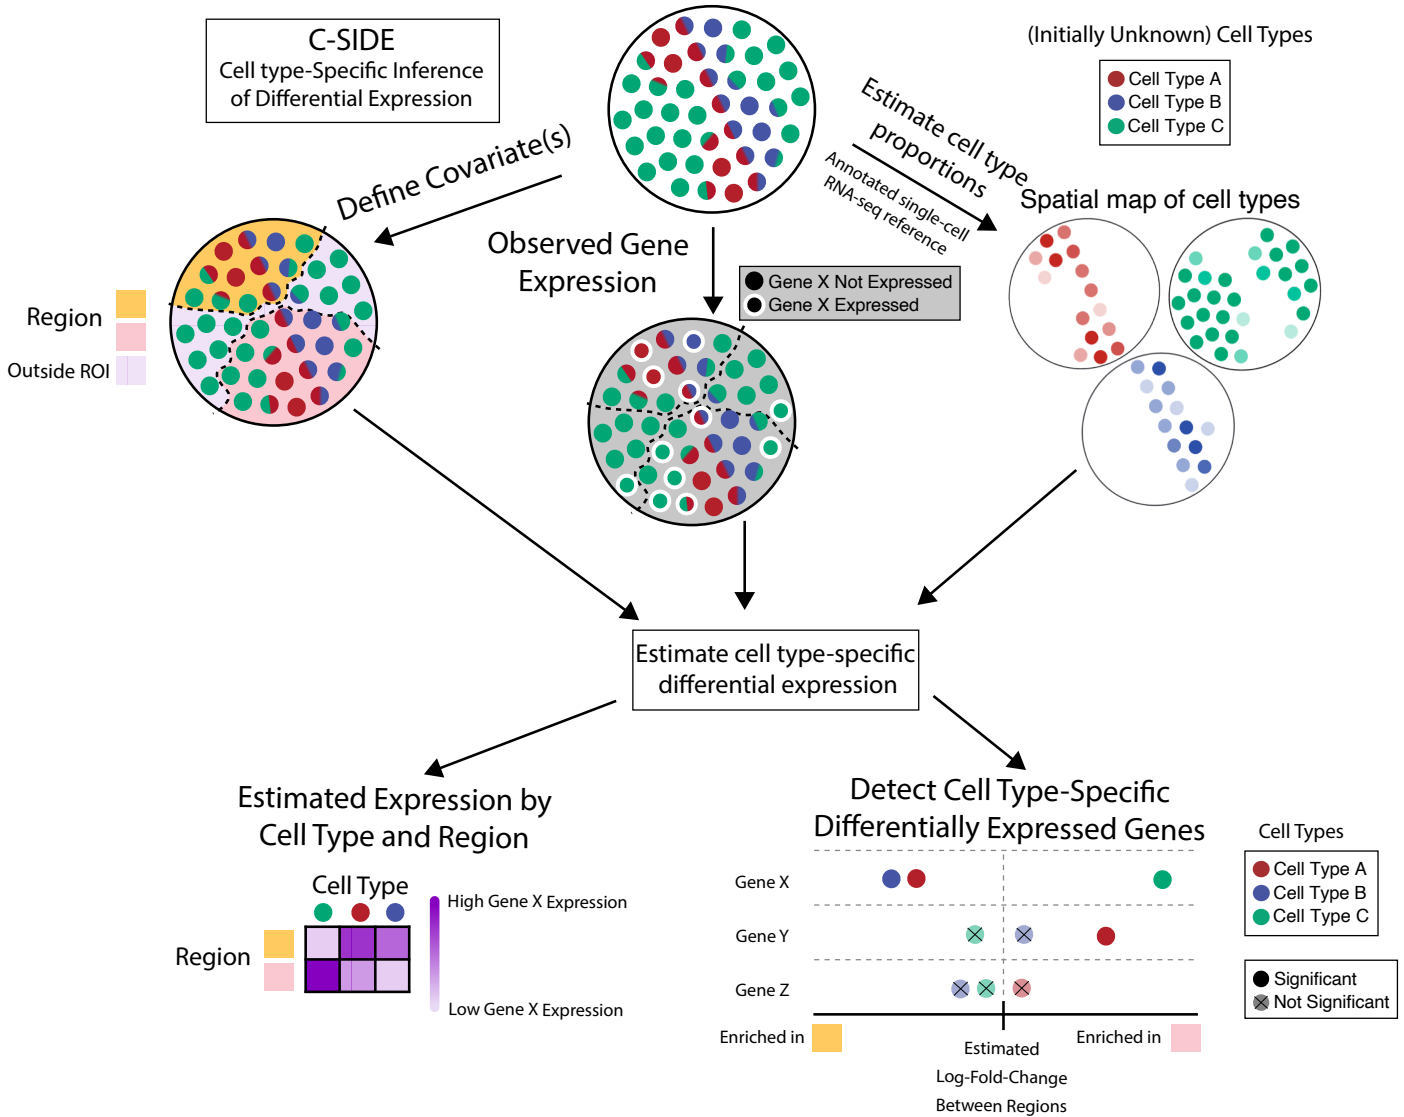 C-SIDE
Cell type-Specific Inference
of Differential Expression
(Initially Unknown) Cell Types
Cell Type A
Cell Type B
Cell Type C
Define Covariate(s)
Estimate cell type
proportions
Annotated single-cell
RNA-seq reference
Spatial map of cell types
Observed Gene
Expression
Gene X Not Expressed
Gene X Expressed
Region
Outside ROI
Estimate cell type-specific
differential expression
Estimated Expression by
Cell Type and Region
Cell Type
Region
High Gene X Expression
Low Gene X Expression
Detect Cell Type-Specific
Differentially Expressed Genes
Gene X
Gene Y
Gene Z
Enriched in
Enriched in
Estimated
Log-Fold-Change
Between Regions
Cell Types
Cell Type A
Cell Type B
Cell Type C
Significant
Not Significant